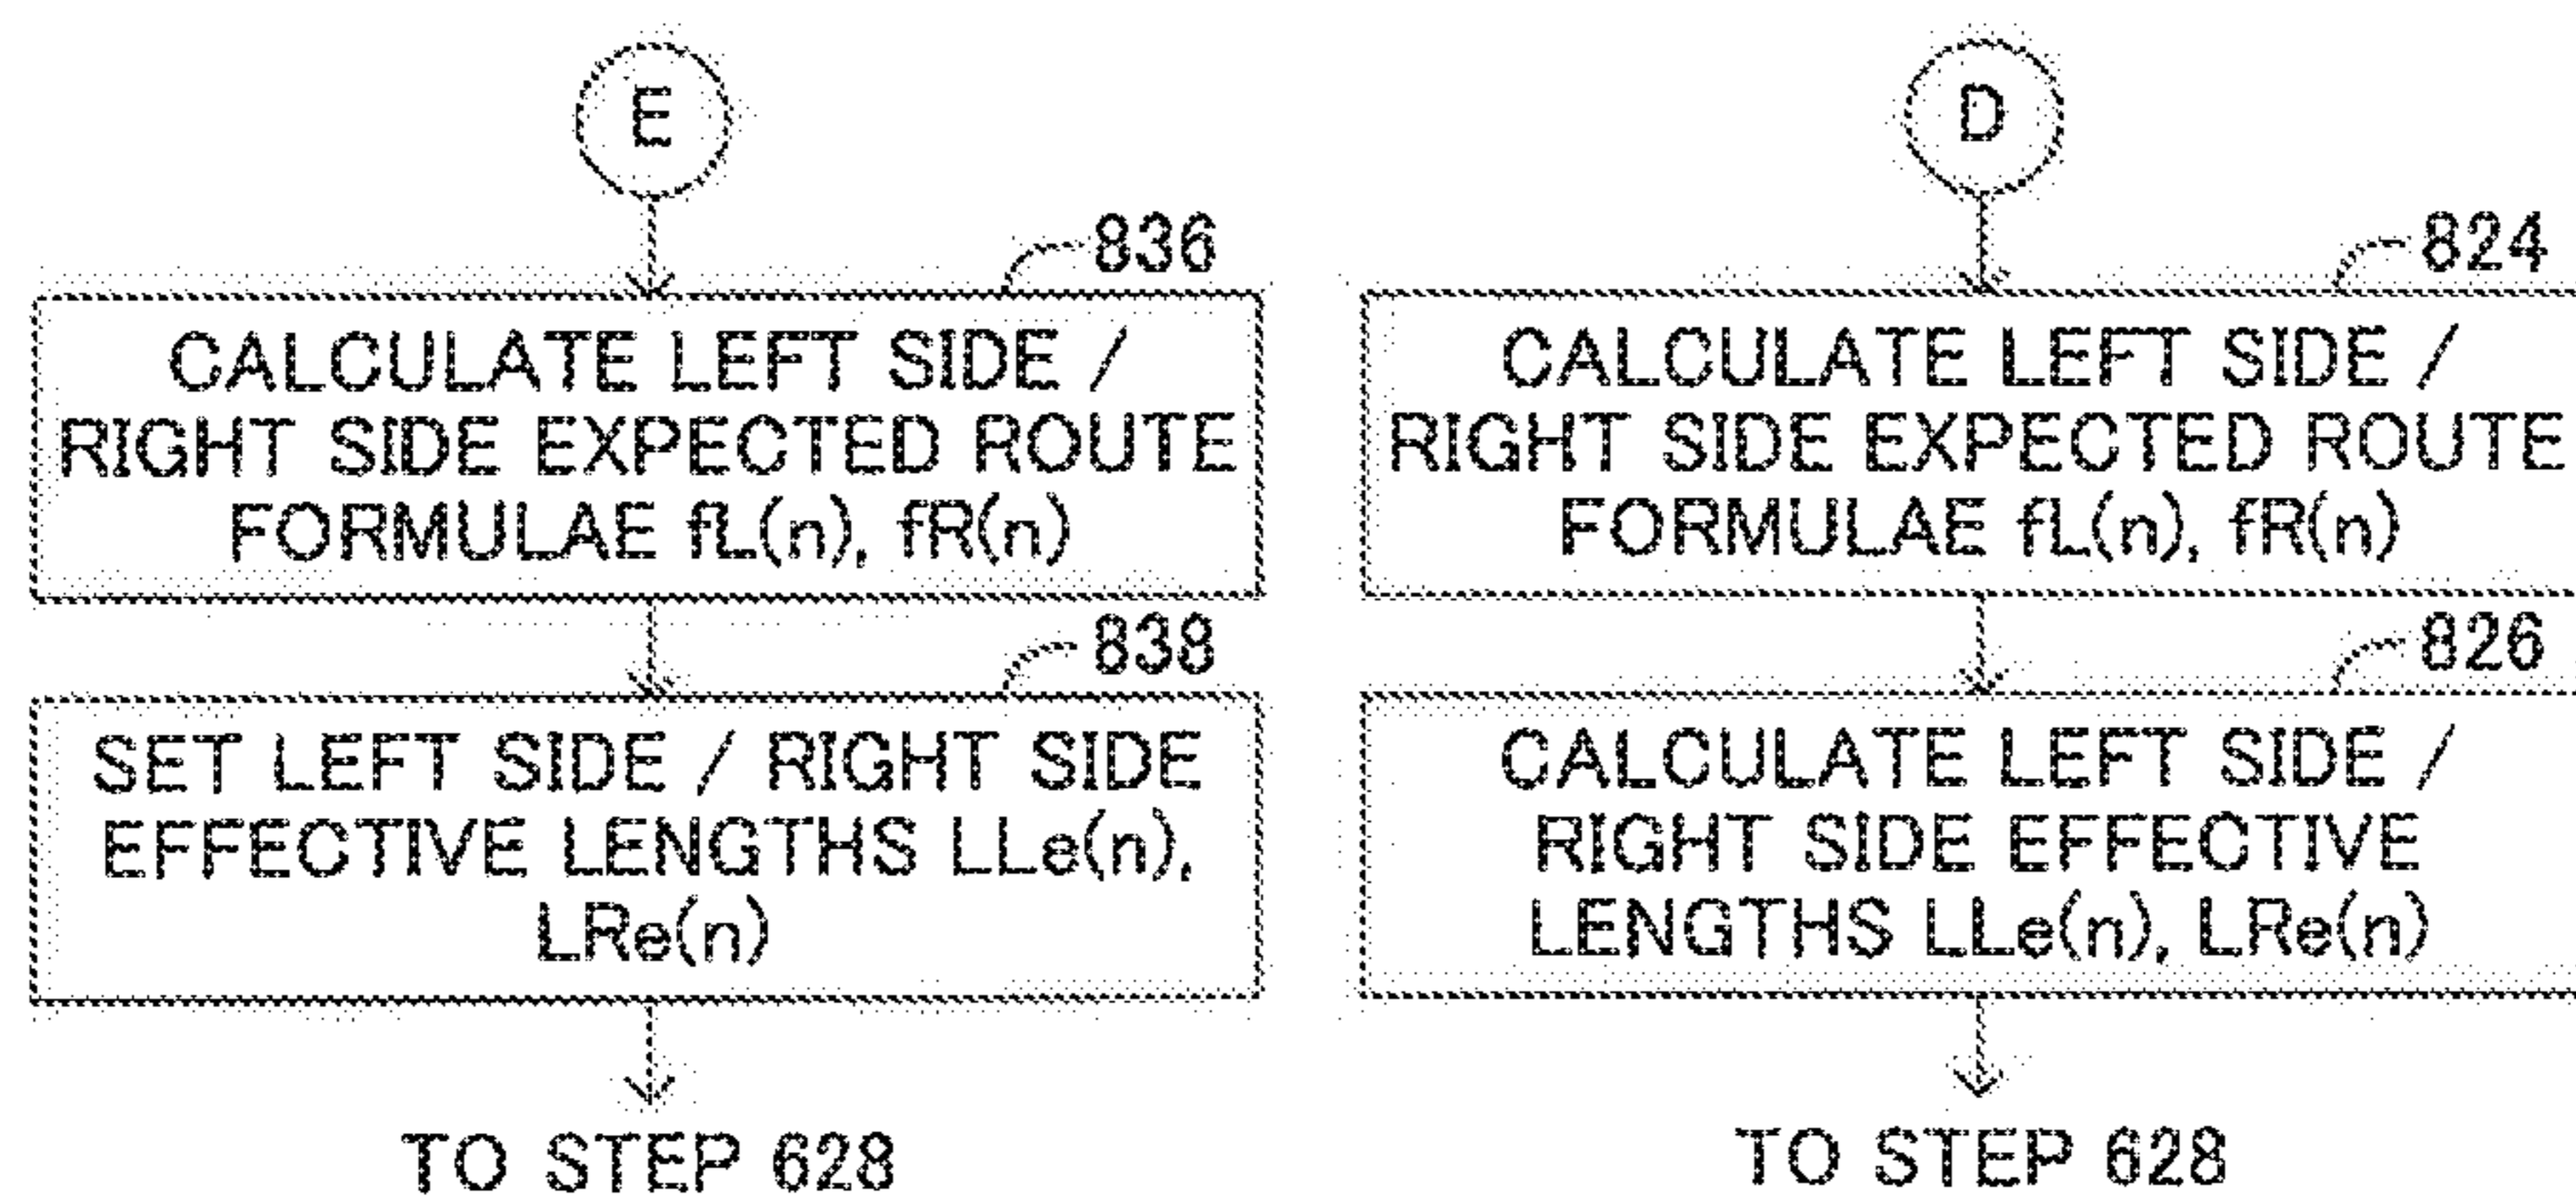 E
836
CALCULATE LEFT SIDE /
RIGHT SIDE EXPECTED ROUTE
FORMULAE fL(n), fR(n)
838
SET LEFT SIDE / RIGHT SIDE
EFFECTIVE LENGTHS LLe(n),
LRe(n)
TO STEP 628
D
824
CALCULATE LEFT SIDE /
RIGHT SIDE EXPECTED ROUTE
FORMULAE fL(n), fR(n)
826
CALCULATE LEFT SIDE /
RIGHT SIDE EFFECTIVE
LENGTHS LLe(n), LRe(n)
TO STEP 628